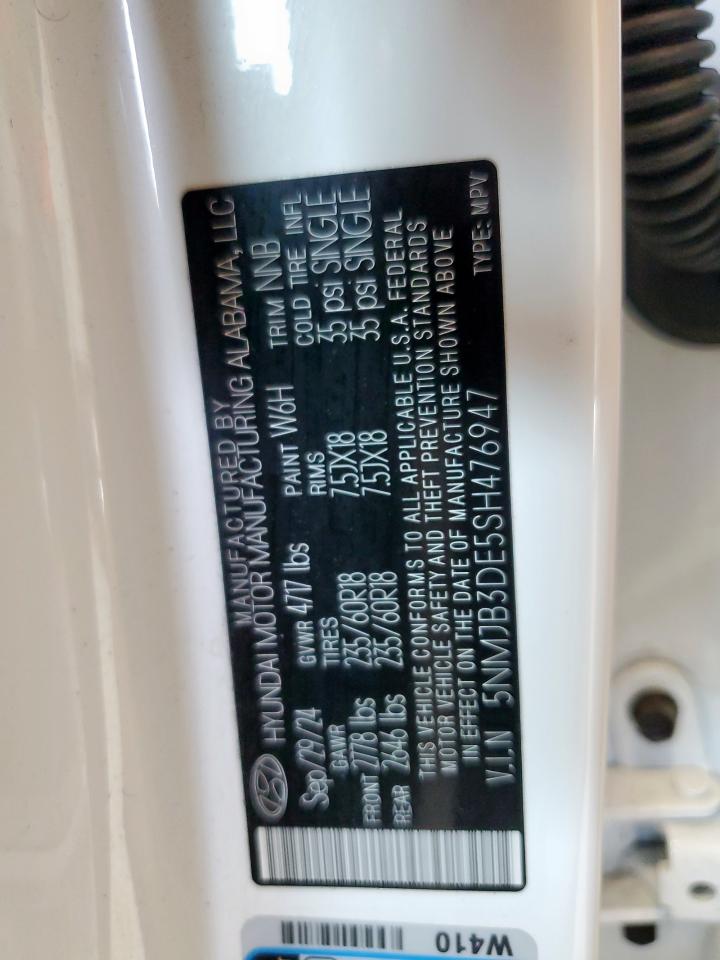 MANUFACTURED BY
HYUNDAI MOTOR MANUFACTURING ALABAMA, LLC
Sep/29/24 GVWR 4717 lbs PAINT W6H TRIM NNB
GAWR TIRES RIMS COLD TIRE INFL
FRONT 2778 lbs 235/60R18 7.5JX18 35 psi SINGLE
REAR 2646 lbs 235/60R18 7.5JX18 35 psi SINGLE
THIS VEHICLE CONFORMS TO ALL APPLICABLE U.S.A. FEDERAL
MOTOR VEHICLE SAFETY AND THEFT PREVENTION STANDARDS
IN EFFECT ON THE DATE OF MANUFACTURE SHOWN ABOVE
V.I.N 5NMJB3DE5SH476947 TYPE: MPV
W410